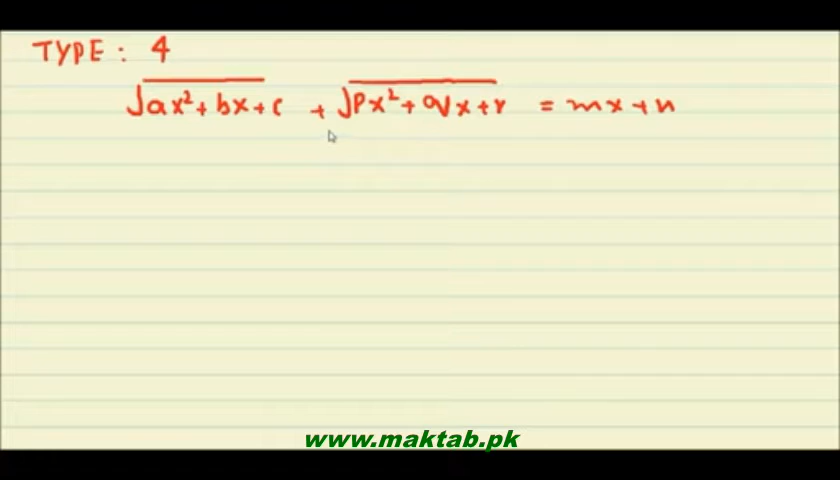 TYPE: 4
√ax²+bx+c + √px²+qx+r = mx+n
www.maktab.pk